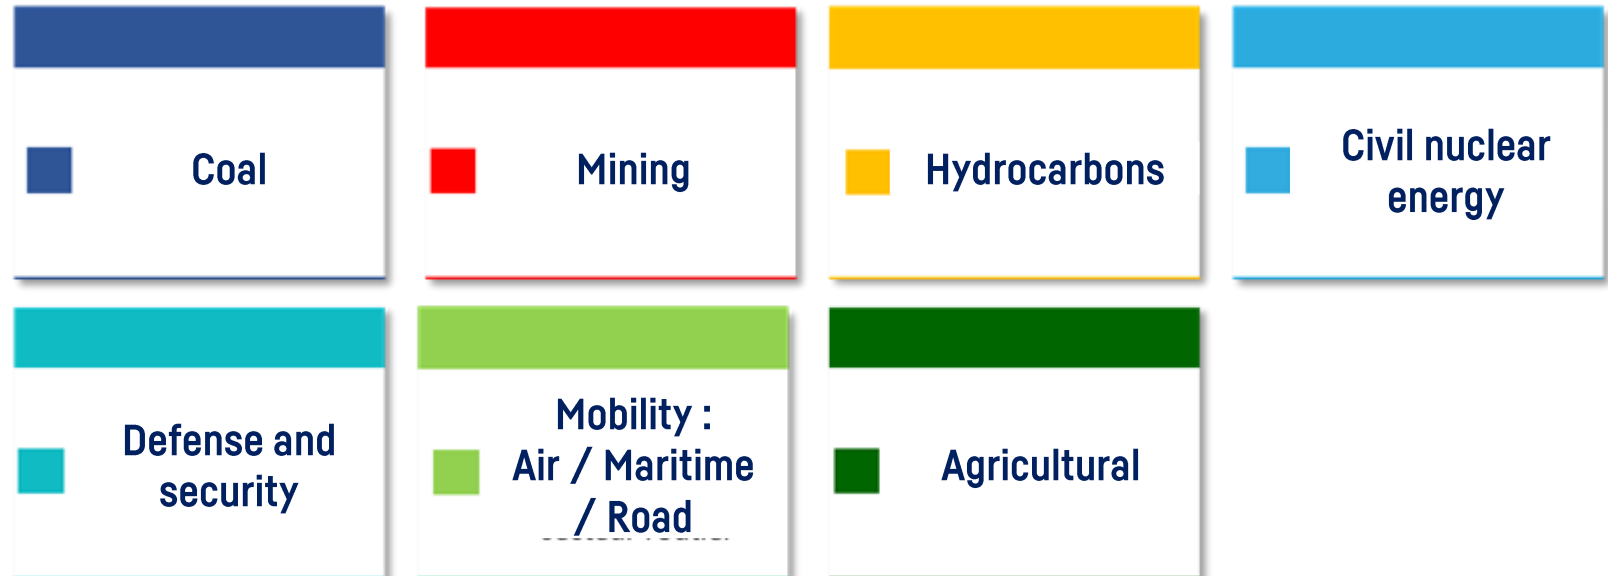 Coal
Mining
Hydrocarbons
Civil nuclear
energy
Defense and
security
Mobility :
Air / Maritime
/ Road
Agricultural